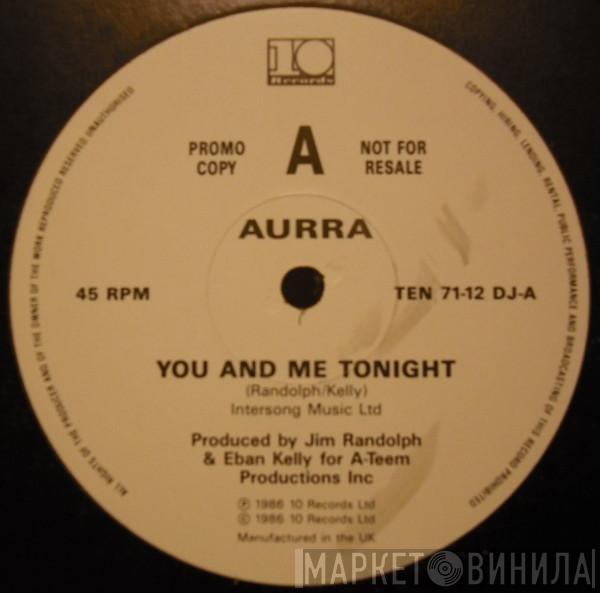 10
Records
PROMO COPY
A
NOT FOR RESALE
AURRA
45 RPM
TEN 71-12 DJ-A
YOU AND ME TONIGHT
(Randolph/Kelly)
Intersong Music Ltd
Produced by Jim Randolph
& Eban Kelly for A-Teem
Productions Inc
℗ 1986 10 Records Ltd
© 1986 10 Records Ltd
Manufactured in the UK
ALL RIGHTS OF THE PRODUCER AND OF THE OWNER OF THE WORK REPRODUCED RESERVED. UNAUTHORISED
COPYING, HIRING, LENDING, RENTAL, PUBLIC PERFORMANCE AND BROADCASTING OF THIS RECORD PROHIBITED
МАРКЕТ ВИНИЛА